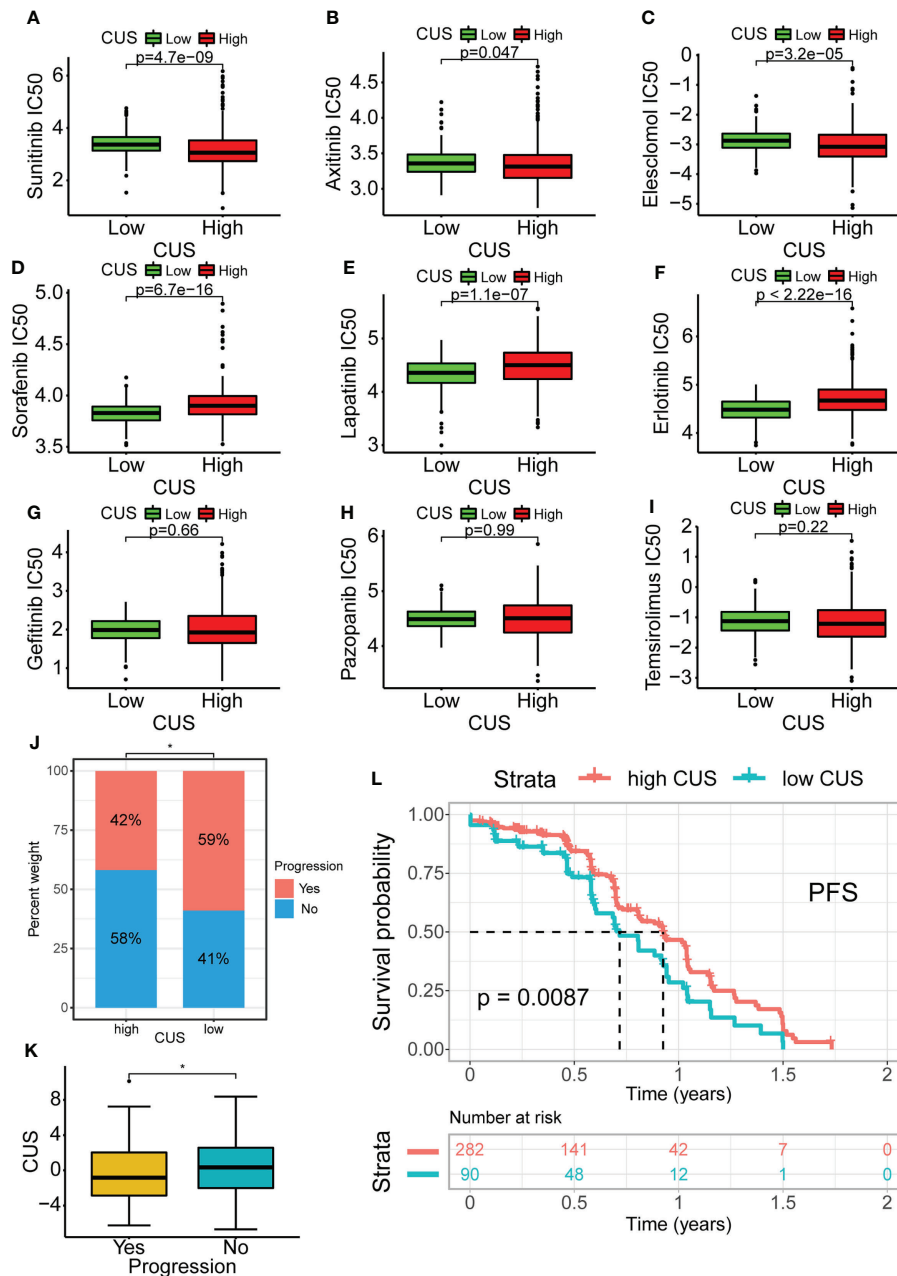 A
CUS Low High
p=4.7e−09
Sunitinib IC50
6
4
2
Low High
CUS
B
CUS Low High
p=0.047
Axitinib IC50
4.5
4.0
3.5
3.0
Low High
CUS
C
CUS Low High
p=3.2e−05
Elesclomol IC50
0
−1
−2
−3
−4
−5
Low High
CUS
D
CUS Low High
p=6.7e−16
Sorafenib IC50
5.0
4.5
4.0
3.5
Low High
CUS
E
CUS Low High
p=1.1e−07
Lapatinib IC50
5
4
3
Low High
CUS
F
CUS Low High
p < 2.22e−16
Erlotinib IC50
6
5
4
Low High
CUS
G
CUS Low High
p=0.66
Gefitinib IC50
4
3
2
1
Low High
CUS
H
CUS Low High
p=0.99
Pazopanib IC50
6
5
4
Low High
CUS
I
CUS Low High
p=0.22
Temsirolimus IC50
2
1
0
−1
−2
−3
Low High
CUS
J
*
Percent weight
100
75
50
25
0
42%
59%
58%
41%
high low
CUS
Progression
Yes
No
K
*
CUS
8
4
0
−4
Yes No
Progression
L
Strata high CUS low CUS
Survival probability
1.00
0.75
0.50
0.25
0.00
PFS
p = 0.0087
0 0.5 1 1.5 2
Time (years)
Number at risk
Strata
282 141 42 7 0
90 48 12 1 0
0 0.5 1 1.5 2
Time (years)